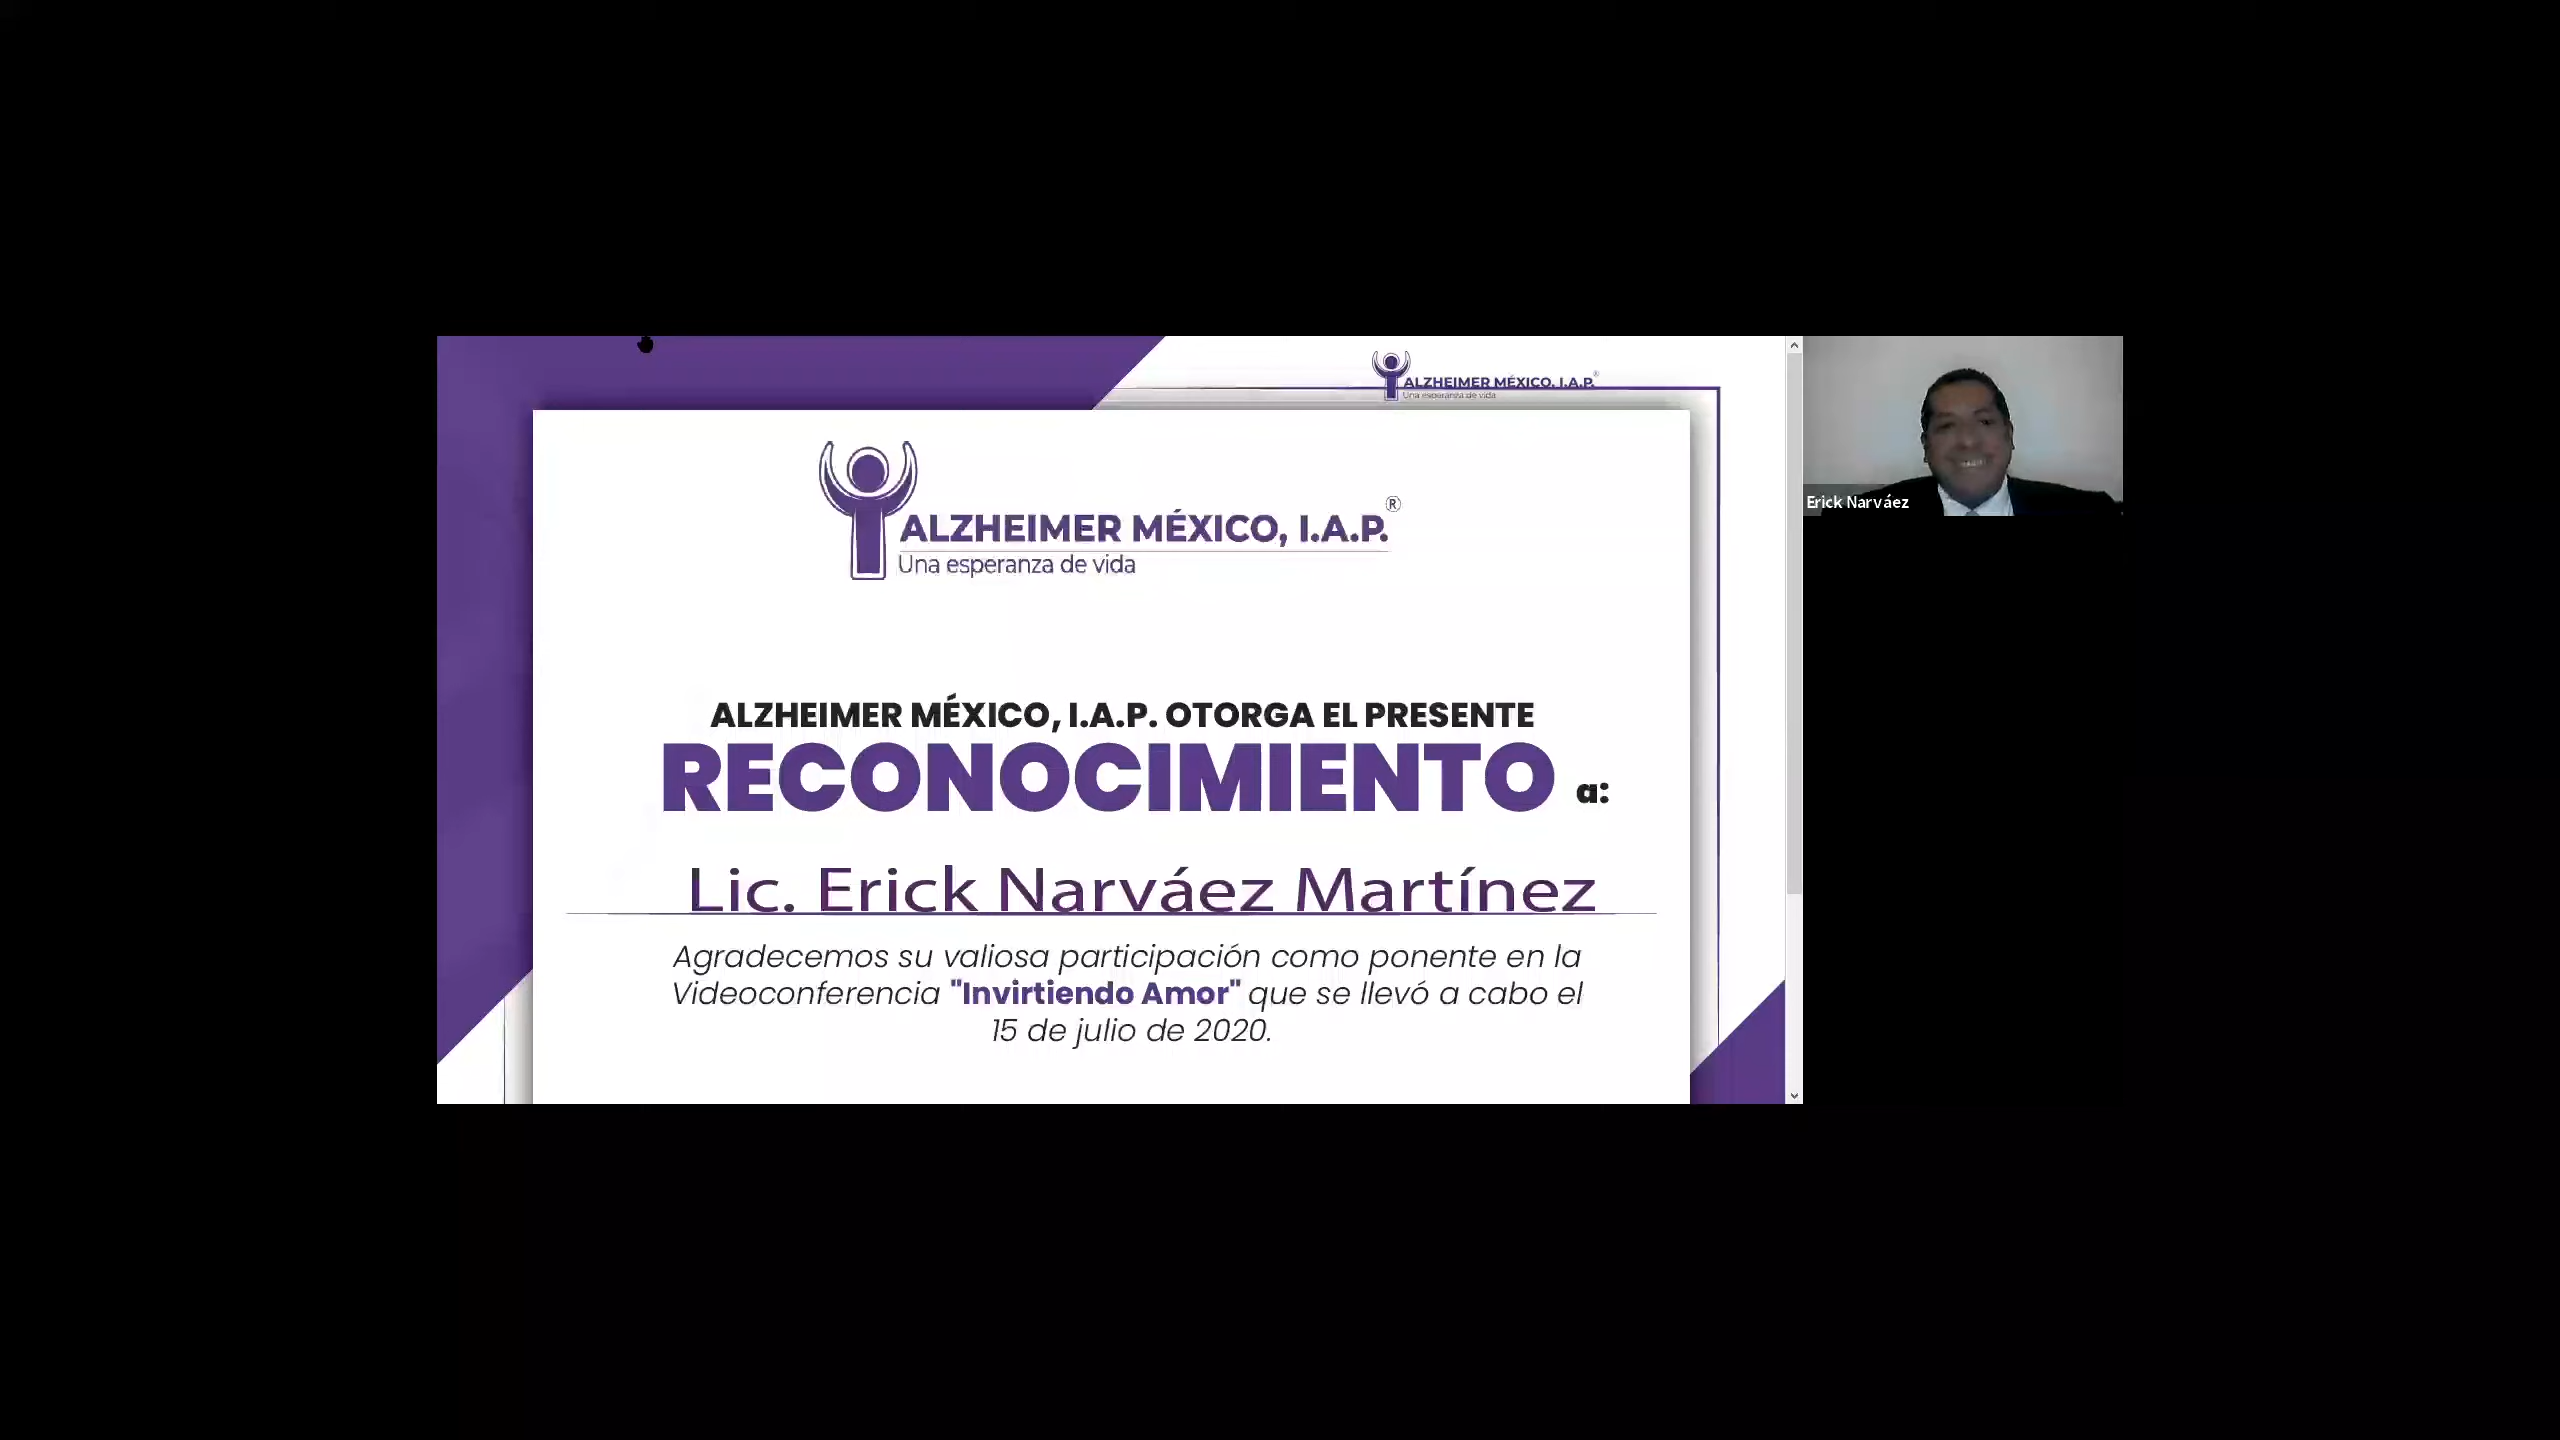 ALZHEIMER MÉXICO, I.A.P.®
Una esperanza de vida
ALZHEIMER MÉXICO, I.A.P.®
Una esperanza de vida
ALZHEIMER MÉXICO, I.A.P. OTORGA EL PRESENTE
RECONOCIMIENTO a:
Lic. Erick Narváez Martínez
Agradecemos su valiosa participación como ponente en la
Videoconferencia "Invirtiendo Amor" que se llevó a cabo el
15 de julio de 2020.
Erick Narváez